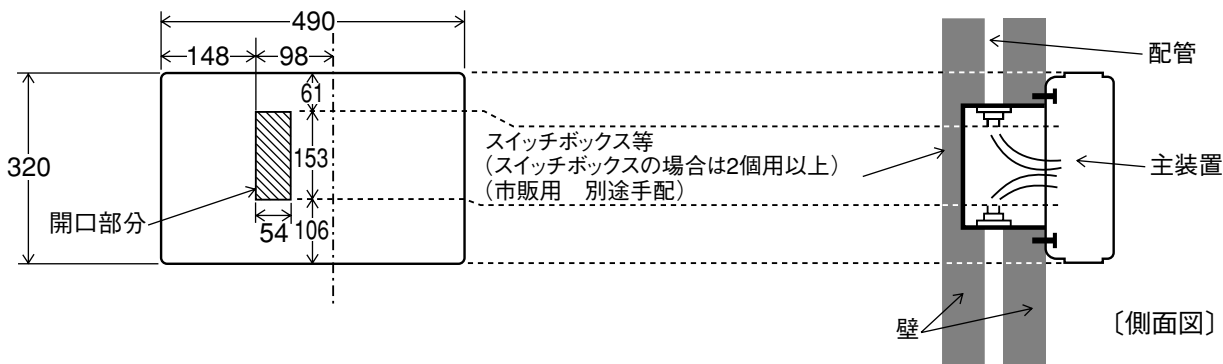 490
148
98
61
320
153
開口部分
54
106
スイッチボックス等
(スイッチボックスの場合は2個用以上)
(市販用　別途手配)
配管
主装置
壁
〔側面図〕